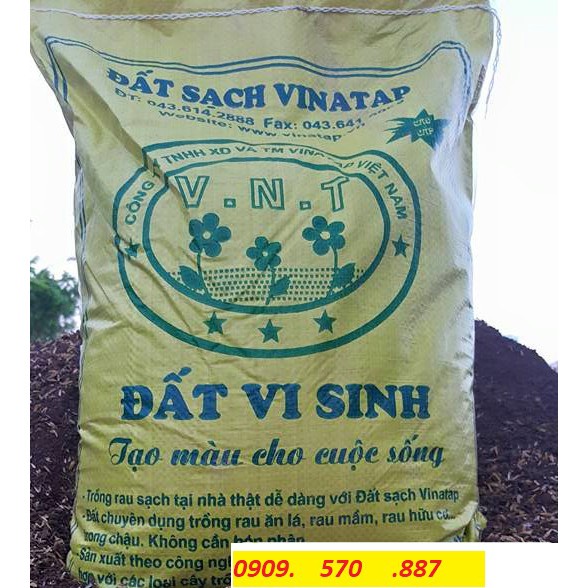 ĐẤT SẠCH VINATAP
ĐT: 043.614.2888 Fax: 043.641.
Website: www.vinatap
CÔNG TNHH XD VÀ TM VINATAP VIỆT NAM
V.N.T
ĐẤT VI SINH
Tạo màu cho cuộc sống
- Trồng rau sạch tại nhà thật dễ dàng với Đất sạch Vinatap
- Đất chuyên dụng trồng rau ăn lá, rau mầm, rau hữu cơ...
trong chậu. Không cần bón phân
- Sản xuất theo công
hợp với các loại cây
0909. 570 .887